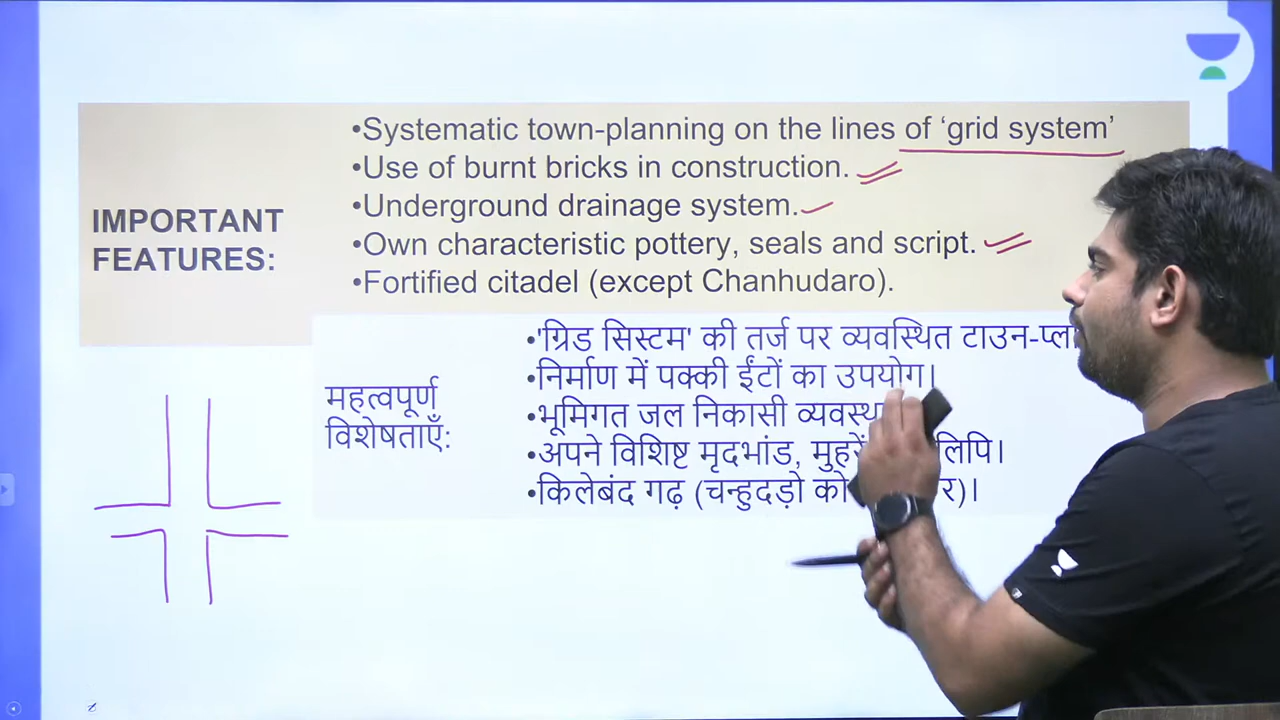 •Systematic town-planning on the lines of ‘grid system’
•Use of burnt bricks in construction.
IMPORTANT
FEATURES:
•Underground drainage system.
•Own characteristic pottery, seals and script.
•Fortified citadel (except Chanhudaro).
महत्वपूर्ण
विशेषताएँ:
•'ग्रिड सिस्टम' की तर्ज पर व्यवस्थित
•निर्माण में पक्की ईंटों का उपयोग।
•भूमिगत जल निकासी
•अपने विशिष्ट मृदभांड, लिपि।
•किलेबंद गढ़ (चन्हुदड़ो को